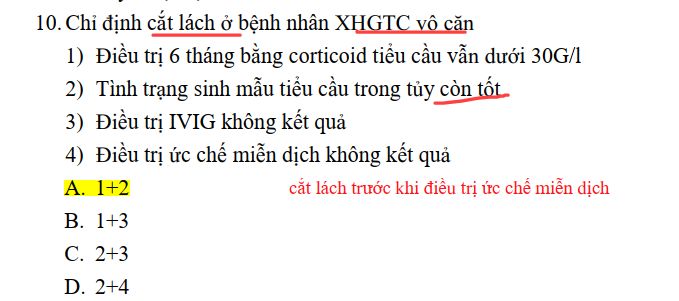 10. Chỉ định cắt lách ở bệnh nhân XHGTC vô căn
1) Điều trị 6 tháng bằng corticoid tiểu cầu vẫn dưới 30G/l
2) Tình trạng sinh mẫu tiểu cầu trong tủy còn tốt
3) Điều trị IVIG không kết quả
4) Điều trị ức chế miễn dịch không kết quả
A. 1+2 cắt lách trước khi điều trị ức chế miễn dịch
B. 1+3
C. 2+3
D. 2+4